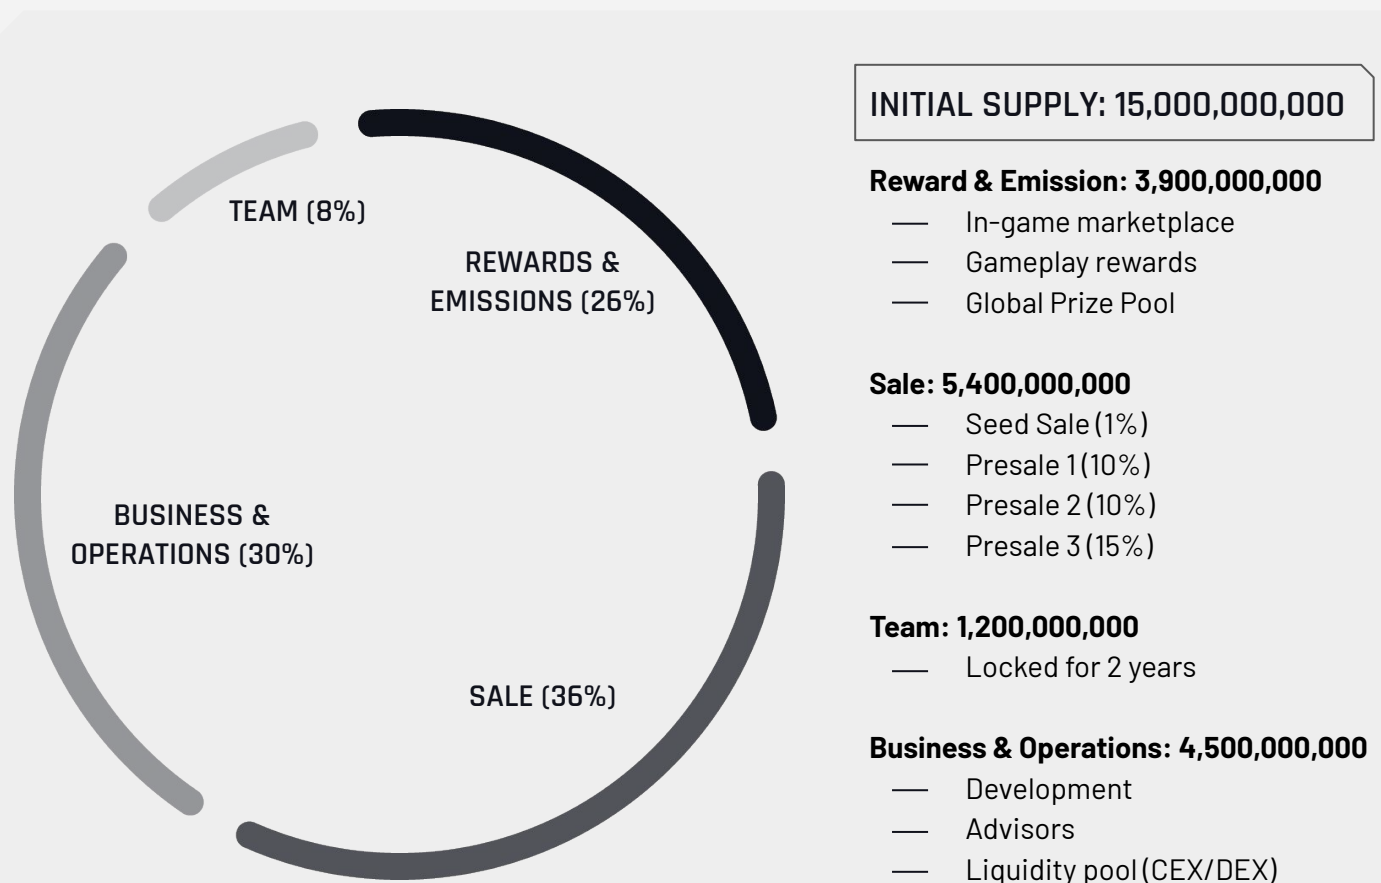 TEAM (8%)
REWARDS &
EMISSIONS (26%)
BUSINESS &
OPERATIONS (30%)
SALE (36%)
INITIAL SUPPLY: 15,000,000,000
Reward & Emission: 3,900,000,000
— In-game marketplace
— Gameplay rewards
— Global Prize Pool
Sale: 5,400,000,000
— Seed Sale (1%)
— Presale 1 (10%)
— Presale 2 (10%)
— Presale 3 (15%)
Team: 1,200,000,000
— Locked for 2 years
Business & Operations: 4,500,000,000
— Development
— Advisors
— Liquidity pool (CEX/DEX)